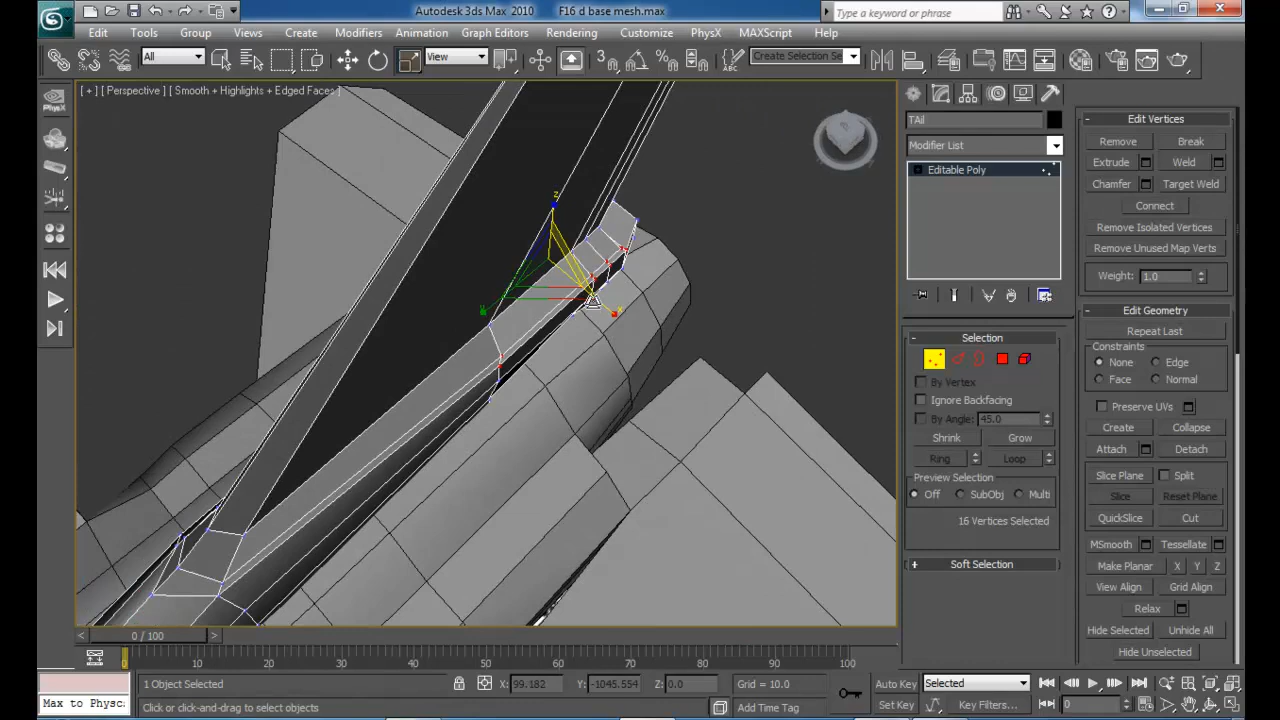 Autodesk 3ds Max 2010 F16 d base mesh.max
Type a keyword or phrase
Edit Tools Group Views Create Modifiers Animation Graph Editors Rendering Customize PhysX MAXScript Help
All View 3 Create Selection Se
[ + ] [ Perspective ] [ Smooth + Highlights + Edged Faces ]
PhysX
TAil
Modifier List
Editable Poly
Selection
By Vertex
Ignore Backfacing
By Angle: 45.0
Shrink Grow
Ring Loop
Preview Selection
Off SubObj Multi
16 Vertices Selected
Soft Selection
Edit Vertices
Remove Break
Extrude Weld
Chamfer Target Weld
Connect
Remove Isolated Vertices
Remove Unused Map Verts
Weight: 1.0
Edit Geometry
Repeat Last
Constraints
None Edge
Face Normal
Preserve UVs
Create Collapse
Attach Detach
Slice Plane Split
Slice Reset Plane
QuickSlice Cut
MSmooth Tessellate
Make Planar X Y Z
View Align Grid Align
Relax
Hide Selected Unhide All
Hide Unselected
z
y
x
< 0 / 100 >
0 10 20 30 40 50 60 70 80 90 100
1 Object Selected X: 99.182 Y: -1045.554 Z: 0.0 Grid = 10.0 Auto Key Selected
Max to Physc. Click or click-and-drag to select objects Add Time Tag Set Key Key Filters... 0